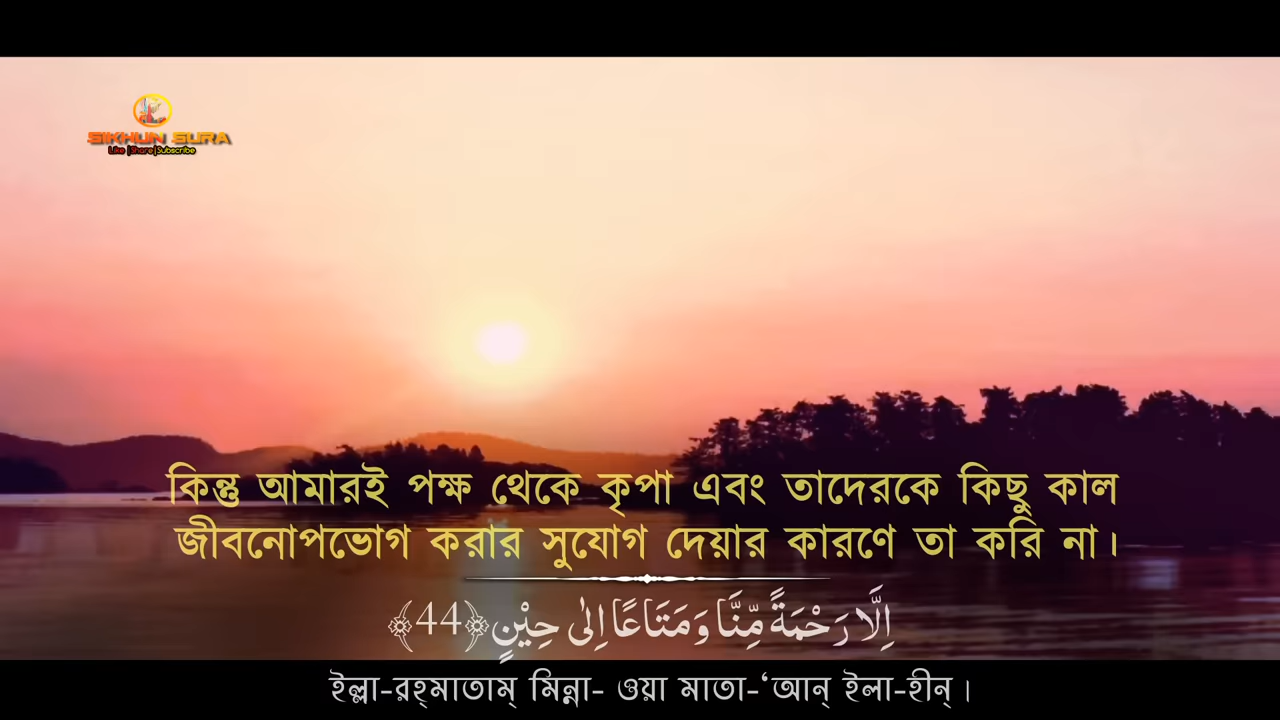 SIKHUN SURA
Like |Share|Subscribe
কিন্তু আমারই পক্ষ থেকে কৃপা এবং তাদেরকে কিছু কাল
জীবনোপভোগ করার সুযোগ দেয়ার কারণে তা করি না।
اِلَّا رَحْمَةً مِّنَّا وَمَتَاعًا اِلٰى حِيْنٍ ﴿44﴾
ইল্লা-রহ্‌মাতাম্ মিন্না- ওয়া মাতা-‘আন্ ইলা-হীন্।